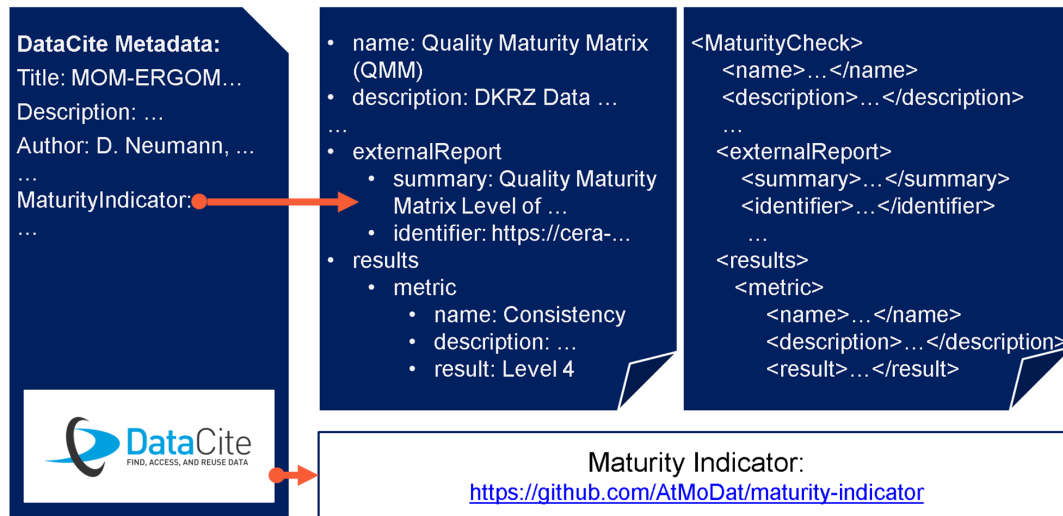 DataCite Metadata:
Title: MOM-ERGOM…
Description: …
Author: D. Neumann, ...
…
MaturityIndicator:
…
DataCite
FIND, ACCESS, AND REUSE DATA
• name: Quality Maturity Matrix
(QMM)
• description: DKRZ Data …
…
• externalReport
• summary: Quality Maturity
Matrix Level of …
• identifier: https://cera-...
• results
• metric
• name: Consistency
• description: …
• result: Level 4
<MaturityCheck>
<name>…</name>
<description>…</description>
…
<externalReport>
<summary>…</summary>
<identifier>…</identifier>
…
<results>
<metric>
<name>…</name>
<description>…</description>
<result>…</result>
Maturity Indicator:
https://github.com/AtMoDat/maturity-indicator